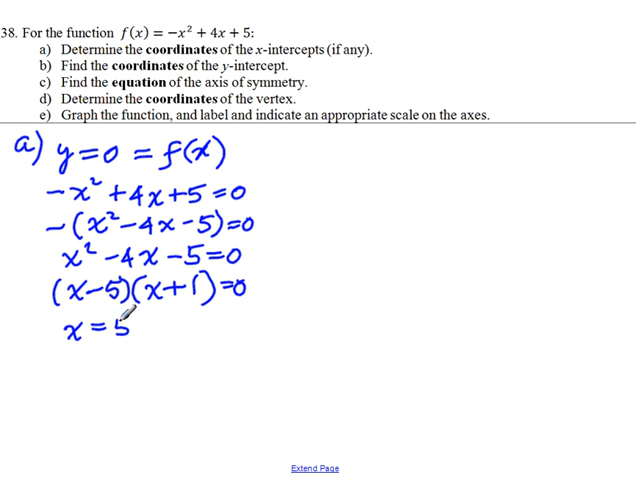 38. For the function f(x) = −x² + 4x + 5:
a) Determine the coordinates of the x-intercepts (if any).
b) Find the coordinates of the y-intercept.
c) Find the equation of the axis of symmetry.
d) Determine the coordinates of the vertex.
e) Graph the function, and label and indicate an appropriate scale on the axes.
a) y = 0 = f(x)
−x² + 4x + 5 = 0
−(x² − 4x − 5) = 0
x² − 4x − 5 = 0
(x − 5)(x + 1) = 0
x = 5
Extend Page